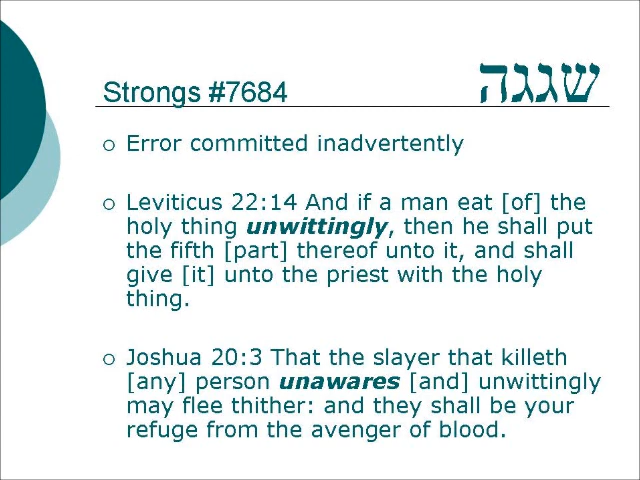 Strongs #7684 שגגה
Error committed inadvertently
Leviticus 22:14 And if a man eat [of] the
holy thing unwittingly, then he shall put
the fifth [part] thereof unto it, and shall
give [it] unto the priest with the holy
thing.
Joshua 20:3 That the slayer that killeth
[any] person unawares [and] unwittingly
may flee thither: and they shall be your
refuge from the avenger of blood.